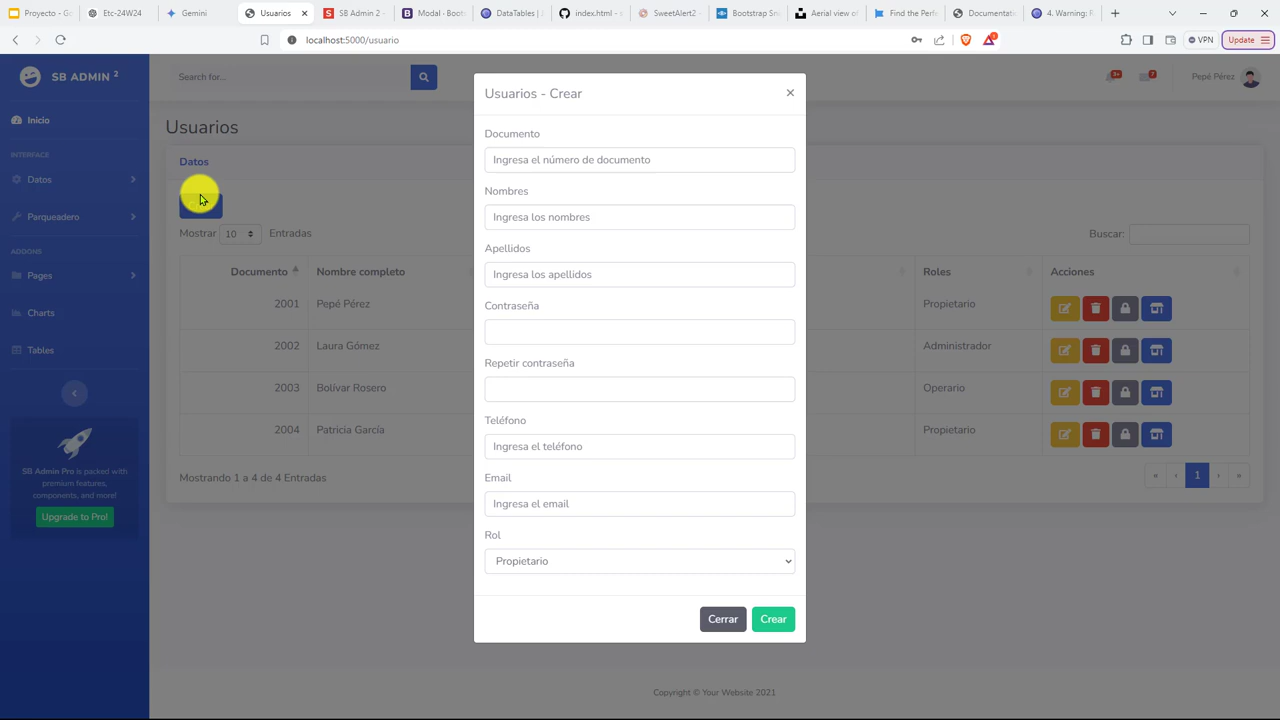 Proyecto - G
Etc-24W24
Gemini
Usuarios
SB Admin 2 -
Modal · Boots
DataTables | J
index.html - s
SweetAlert2 -
Bootstrap Sni
Aerial view of
Find the Perfe
Documentati
4. Warning: R
localhost:5000/usuario
VPN
Update
SB ADMIN 2
Search for...
3+
7
Pepé Pérez
Inicio
INTERFACE
Datos
Parqueadero
ADDONS
Pages
Charts
Tables
SB Admin Pro is packed with
premium features,
components, and more!
Upgrade to Pro!
Usuarios
Datos
Mostrar 10 Entradas
Buscar:
Documento Nombre completo Roles Acciones
2001 Pepé Pérez Propietario
2002 Laura Gómez Administrador
2003 Bolívar Rosero Operario
2004 Patricia García Propietario
Mostrando 1 a 4 de 4 Entradas
« ‹ 1 › »
Usuarios - Crear
×
Documento
Ingresa el número de documento
Nombres
Ingresa los nombres
Apellidos
Ingresa los apellidos
Contraseña
Repetir contraseña
Teléfono
Ingresa el teléfono
Email
Ingresa el email
Rol
Propietario
Cerrar Crear
Copyright © Your Website 2021